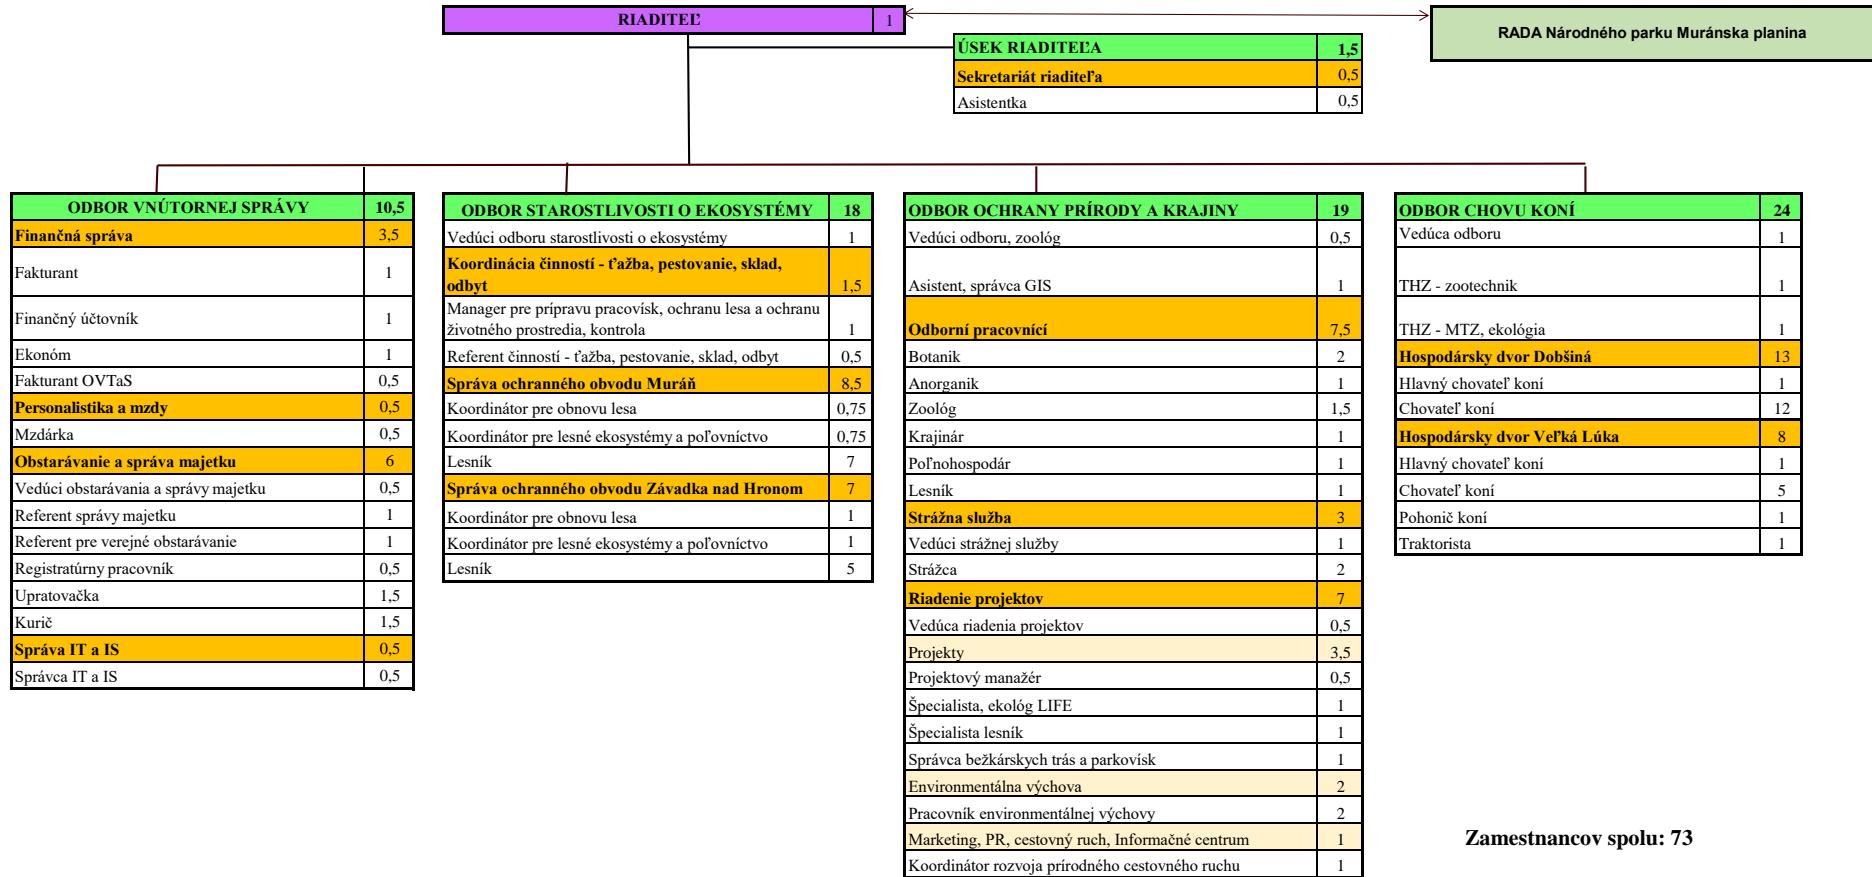 RIADITEĽ 1
RADA Národného parku Muránska planina
ÚSEK RIADITEĽA 1,5
Sekretariát riaditeľa 0,5
Asistentka 0,5
ODBOR VNÚTORNEJ SPRÁVY 10,5
Finančná správa 3,5
Fakturant 1
Finančný účtovník 1
Ekonóm 1
Fakturant OVTaS 0,5
Personalistika a mzdy 0,5
Mzdárka 0,5
Obstarávanie a správa majetku 6
Vedúci obstarávania a správy majetku 0,5
Referent správy majetku 1
Referent pre verejné obstarávanie 1
Registratúrny pracovník 0,5
Upratovačka 1,5
Kurič 1,5
Správa IT a IS 0,5
Správca IT a IS 0,5
ODBOR STAROSTLIVOSTI O EKOSYSTÉMY 18
Vedúci odboru starostlivosti o ekosystémy 1
Koordinácia činností - ťažba, pestovanie, sklad,
odbyt 1,5
Manager pre prípravu pracovísk, ochranu lesa a ochranu
životného prostredia, kontrola 1
Referent činností - ťažba, pestovanie, sklad, odbyt 0,5
Správa ochranného obvodu Muráň 8,5
Koordinátor pre obnovu lesa 0,75
Koordinátor pre lesné ekosystémy a poľovníctvo 0,75
Lesník 7
Správa ochranného obvodu Závadka nad Hronom 7
Koordinátor pre obnovu lesa 1
Koordinátor pre lesné ekosystémy a poľovníctvo 1
Lesník 5
ODBOR OCHRANY PRÍRODY A KRAJINY 19
Vedúci odboru, zoológ 0,5
Asistent, správca GIS 1
Odborní pracovnící 7,5
Botanik 2
Anorganik 1
Zoológ 1,5
Krajinár 1
Poľnohospodár 1
Lesník 1
Strážna služba 3
Vedúci strážnej služby 1
Strážca 2
Riadenie projektov 7
Vedúca riadenia projektov 0,5
Projekty 3,5
Projektový manažér 0,5
Špecialista, ekológ LIFE 1
Špecialista lesník 1
Správca bežkárskych trás a parkovísk 1
Environmentálna výchova 2
Pracovník environmentálnej výchovy 2
Marketing, PR, cestovný ruch, Informačné centrum 1
Koordinátor rozvoja prírodného cestovného ruchu 1
ODBOR CHOVU KONÍ 24
Vedúca odboru 1
THZ - zootechnik 1
THZ - MTZ, ekológia 1
Hospodársky dvor Dobšiná 13
Hlavný chovateľ koní 1
Chovateľ koní 12
Hospodársky dvor Veľká Lúka 8
Hlavný chovateľ koní 1
Chovateľ koní 5
Pohonič koní 1
Traktorista 1
Zamestnancov spolu: 73